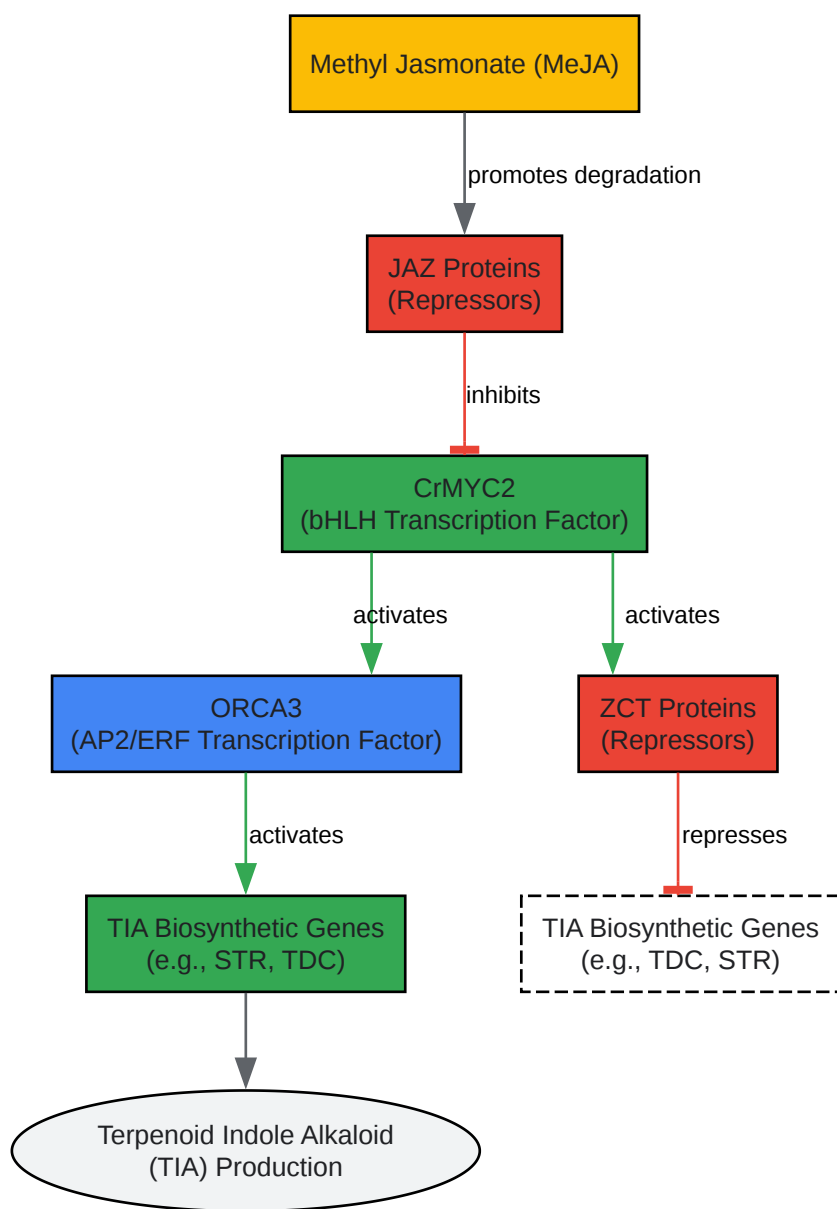 Methyl Jasmonate (MeJA)
promotes degradation
JAZ Proteins
(Repressors)
inhibits
CrMYC2
(bHLH Transcription Factor)
activates
activates
ORCA3
(AP2/ERF Transcription Factor)
ZCT Proteins
(Repressors)
activates
represses
TIA Biosynthetic Genes
(e.g., STR, TDC)
TIA Biosynthetic Genes
(e.g., TDC, STR)
Terpenoid Indole Alkaloid
(TIA) Production